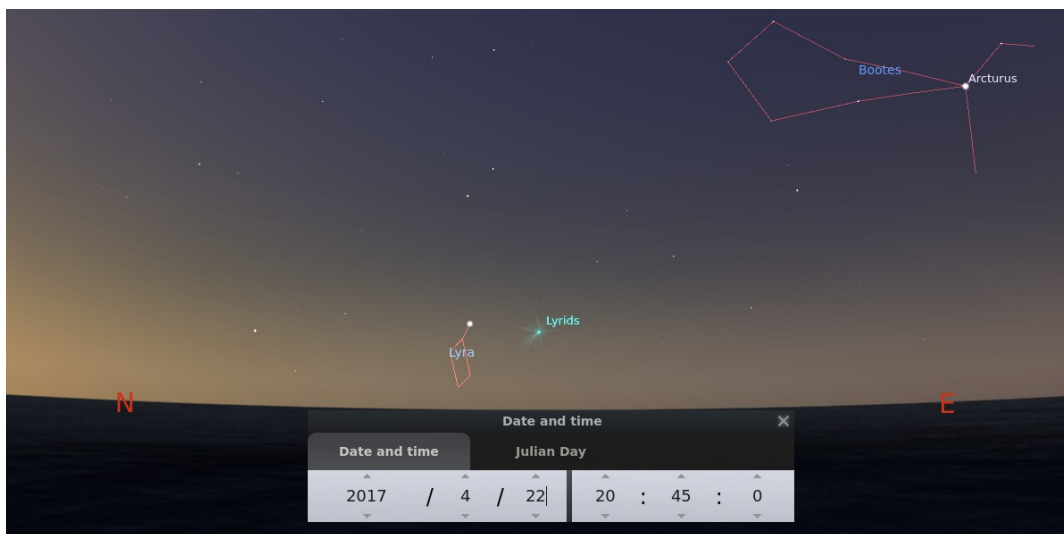 Bootes
Arcturus
Lyrids
Lyra
N
E
Date and time
Date and time Julian Day
2017 / 4 / 22 20 : 45 : 0